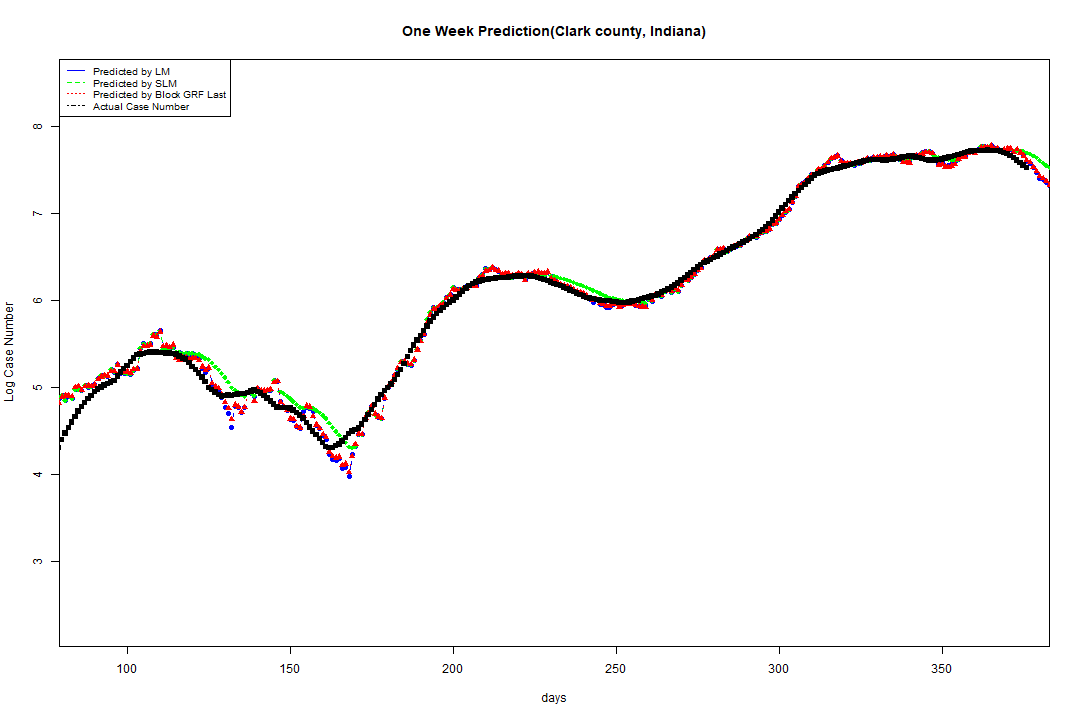 One Week Prediction(Clark county, Indiana)
Predicted by LM
Predicted by SLM
Predicted by Block GRF Last
Actual Case Number
8
7
6
5
4
3
Log Case Number
100 150 200 250 300 350
days